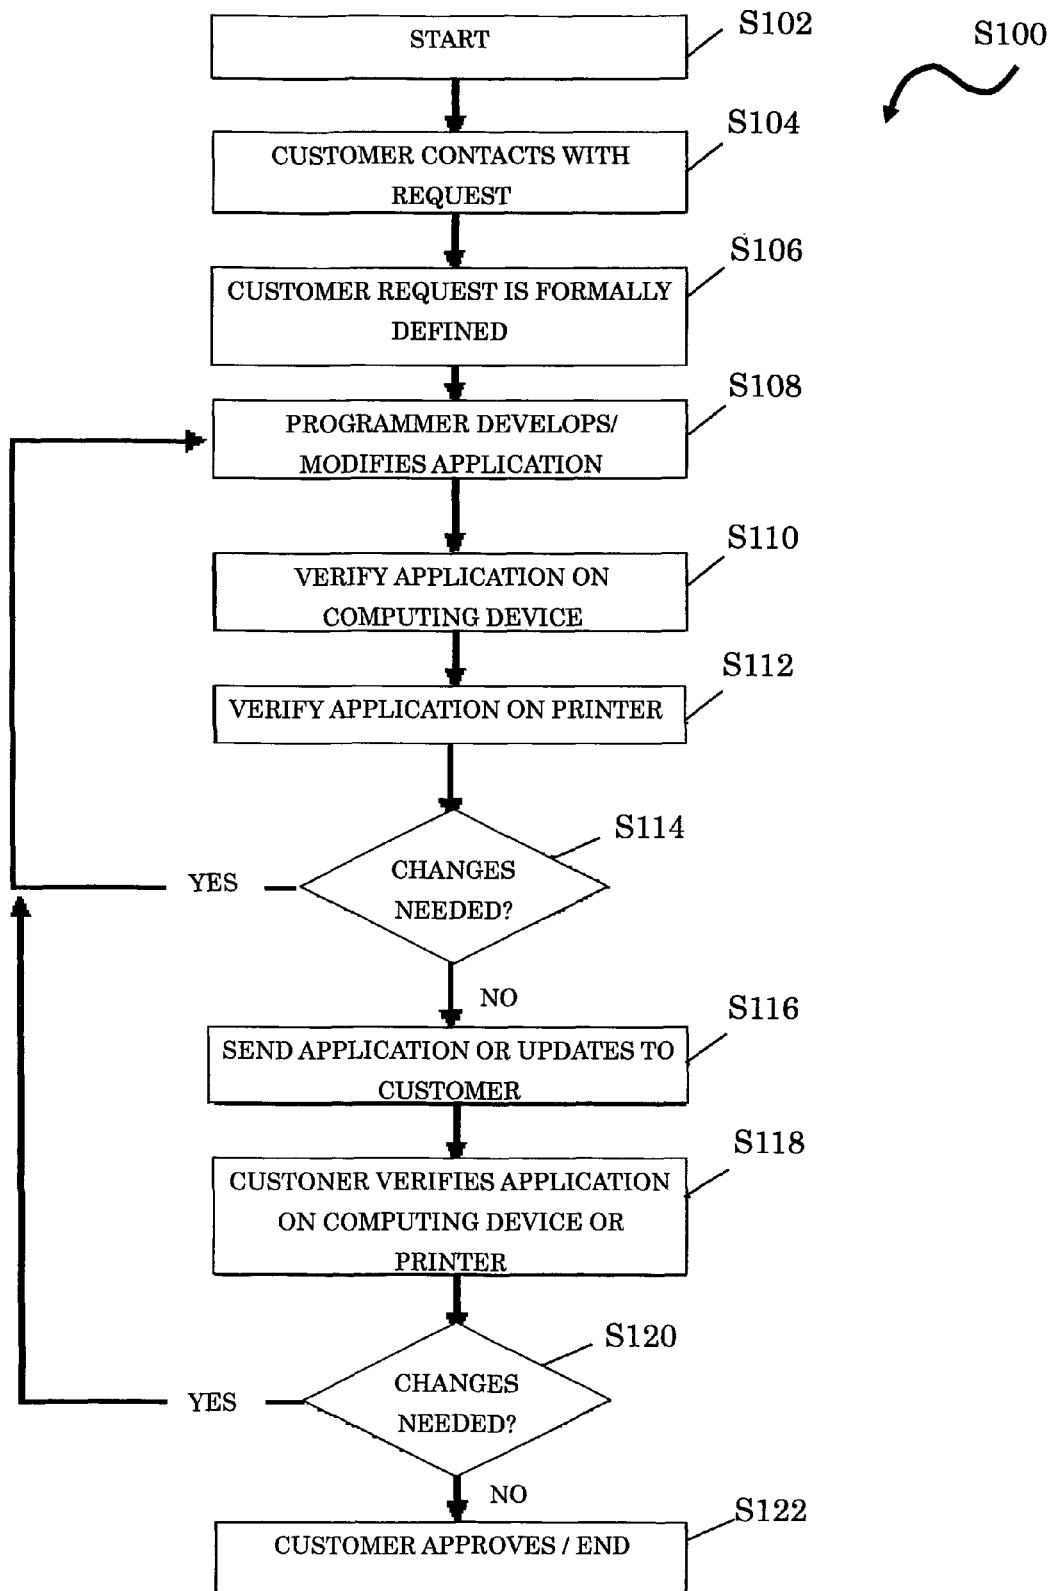 START
S102
S100
S104
CUSTOMER CONTACTS WITH
REQUEST
S106
CUSTOMER REQUEST IS FORMALLY
DEFINED
S108
PROGRAMMER DEVELOPS/
MODIFIES APPLICATION
S110
VERIFY APPLICATION ON
COMPUTING DEVICE
S112
VERIFY APPLICATION ON PRINTER
S114
CHANGES
NEEDED?
YES
NO
S116
SEND APPLICATION OR UPDATES TO
CUSTOMER
S118
CUSTONER VERIFIES APPLICATION
ON COMPUTING DEVICE OR
PRINTER
S120
CHANGES
NEEDED?
YES
NO
S122
CUSTOMER APPROVES / END